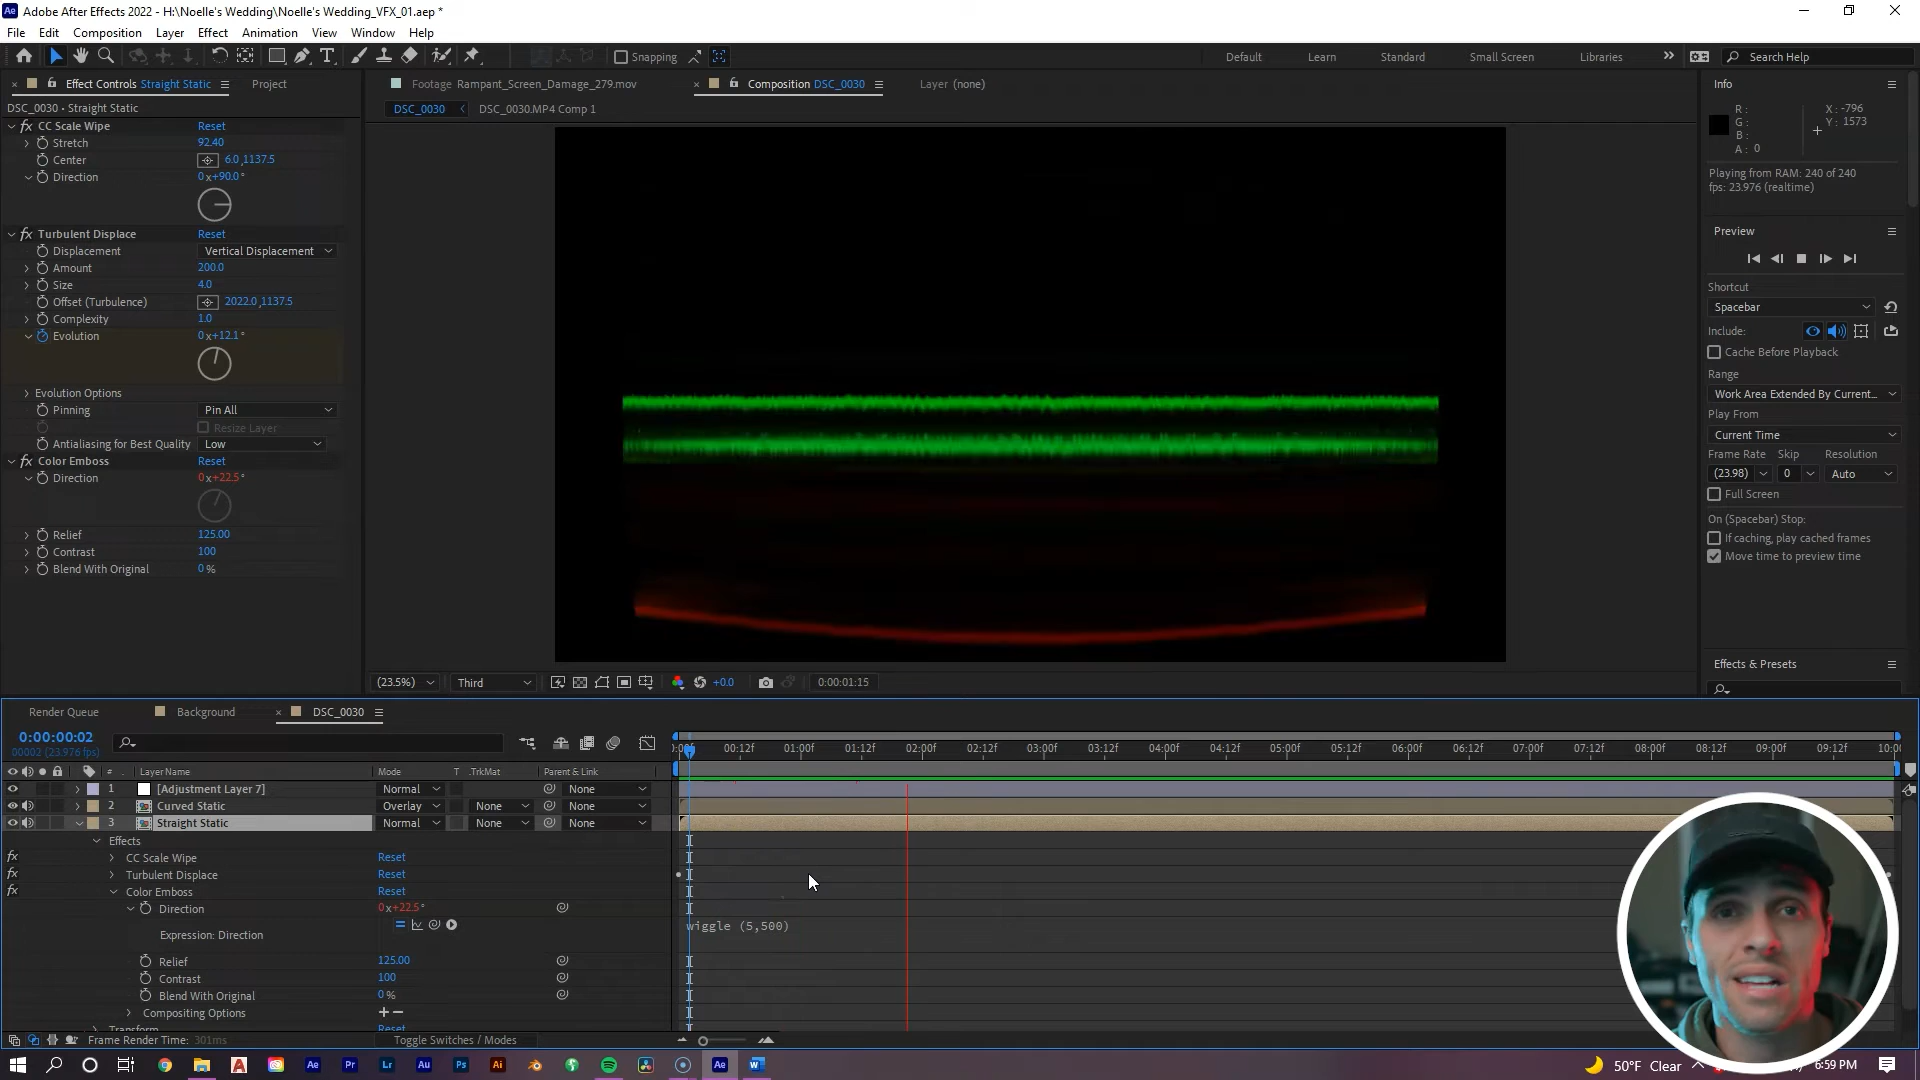 Adobe After Effects 2022 - H:\Noelle's Wedding\Noelle's Wedding_VFX_01.aep *
File Edit Composition Layer Effect Animation View Window Help
Snapping
Default Learn Standard Small Screen Libraries
Search Help
Effect Controls Straight Static
Project
DSC_0030 • Straight Static
fx CC Scale Wipe Reset
Stretch 92.40
Center 6.0,1137.5
Direction 0x+90.0°
fx Turbulent Displace Reset
Displacement Vertical Displacement
Amount 200.0
Size 4.0
Offset (Turbulence) 2022.0,1137.5
Complexity 1.0
Evolution 0x+12.1°
Evolution Options
Pinning Pin All
Resize Layer
Antialiasing for Best Quality Low
fx Color Emboss Reset
Direction 0x+22.5°
Relief 125.00
Contrast 100
Blend With Original 0%
Footage Rampant_Screen_Damage_279.mov
Composition DSC_0030
Layer (none)
DSC_0030 DSC_0030.MP4 Comp 1
(23.5%) Third +0.0 0:00:01:15
Info
R: X: -796
G: Y: 1573
B:
A: 0
Playing from RAM: 240 of 240
fps: 23.976 (realtime)
Preview
Shortcut
Spacebar
Include:
Cache Before Playback
Range
Work Area Extended By Current...
Play From
Current Time
Frame Rate Skip Resolution
(23.98) 0 Auto
Full Screen
On (Spacebar) Stop:
If caching, play cached frames
Move time to preview time
Effects & Presets
Render Queue Background DSC_0030
0:00:00:02
00002 (23.976 fps)
00f 00:12f 01:00f 01:12f 02:00f 02:12f 03:00f 03:12f 04:00f 04:12f 05:00f 05:12f 06:00f 06:12f 07:00f 07:12f 08:00f 08:12f 09:00f 09:12f 10:0
# Layer Name Mode T .TrkMat Parent & Link
1 [Adjustment Layer 7] Normal None
2 Curved Static Overlay None None
3 Straight Static Normal None None
Effects
fx CC Scale Wipe Reset
fx Turbulent Displace Reset
fx Color Emboss Reset
Direction 0x+22.5°
Expression: Direction wiggle (5,500)
Relief 125.00
Contrast 100
Blend With Original 0%
Compositing Options + −
Transform Reset
Frame Render Time: 301ms Toggle Switches / Modes
50°F Clear 6:59 PM